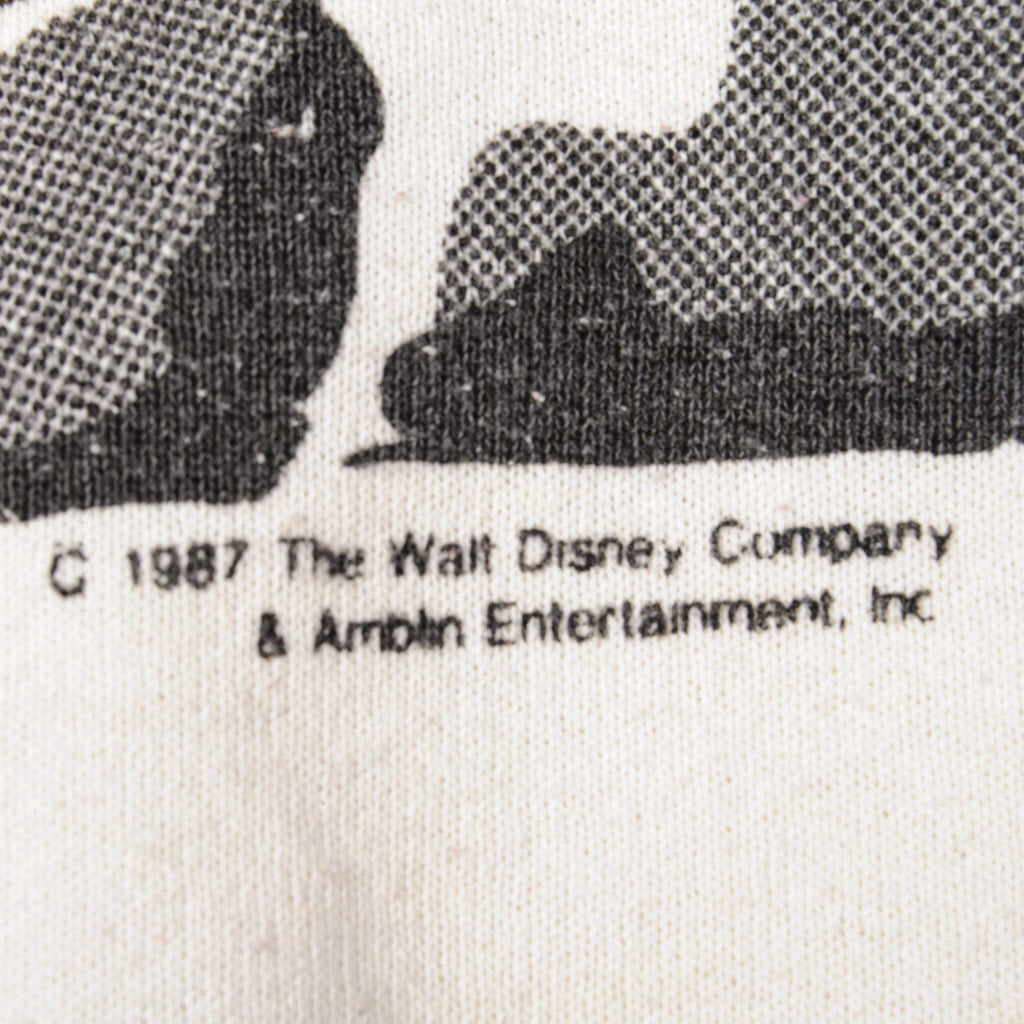 © 1987 The Walt Disney Company
& Amblin Entertainment, Inc